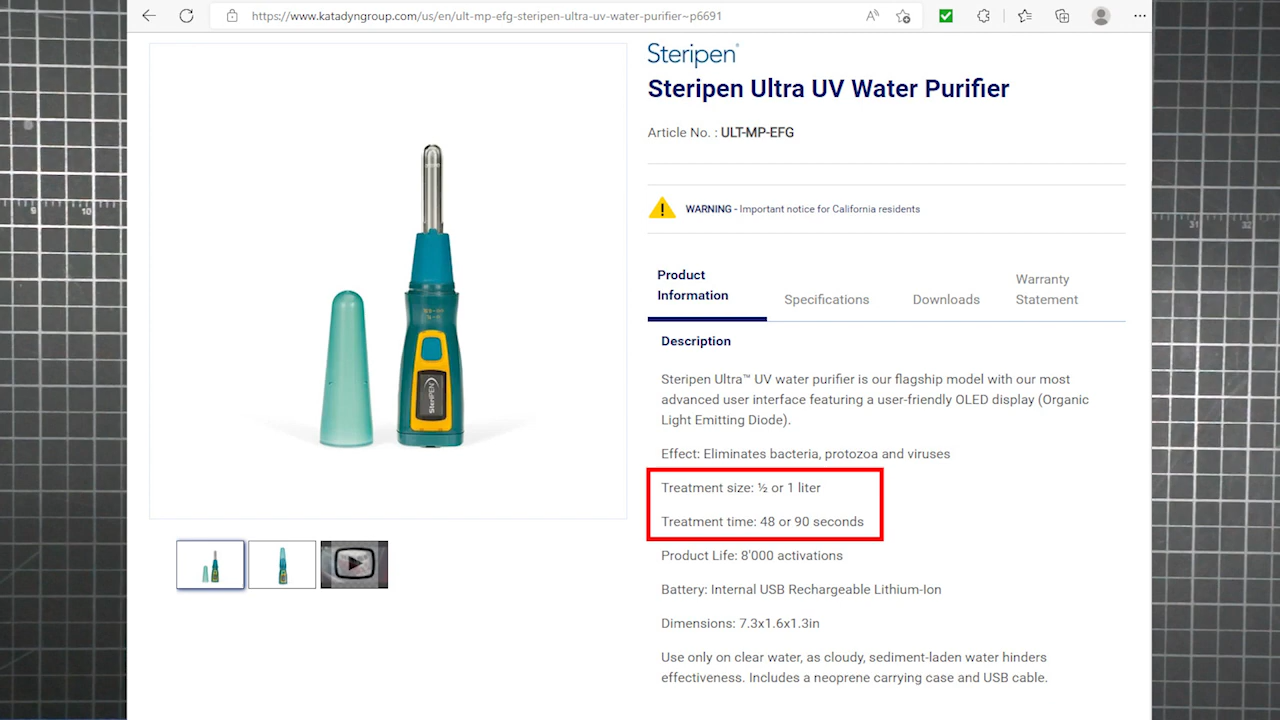 https://www.katadyngroup.com/us/en/ult-mp-efg-steripen-ultra-uv-water-purifier~p6691
Steripen
Steripen Ultra UV Water Purifier
Article No. : ULT-MP-EFG
WARNING - Important notice for California residents
Product
Information
Specifications
Downloads
Warranty
Statement
Description
Steripen Ultra™ UV water purifier is our flagship model with our most
advanced user interface featuring a user-friendly OLED display (Organic
Light Emitting Diode).
Effect: Eliminates bacteria, protozoa and viruses
Treatment size: ½ or 1 liter
Treatment time: 48 or 90 seconds
Product Life: 8'000 activations
Battery: Internal USB Rechargeable Lithium-Ion
Dimensions: 7.3x1.6x1.3in
Use only on clear water, as cloudy, sediment-laden water hinders
effectiveness. Includes a neoprene carrying case and USB cable.
SteriPEN
9
10
31
32